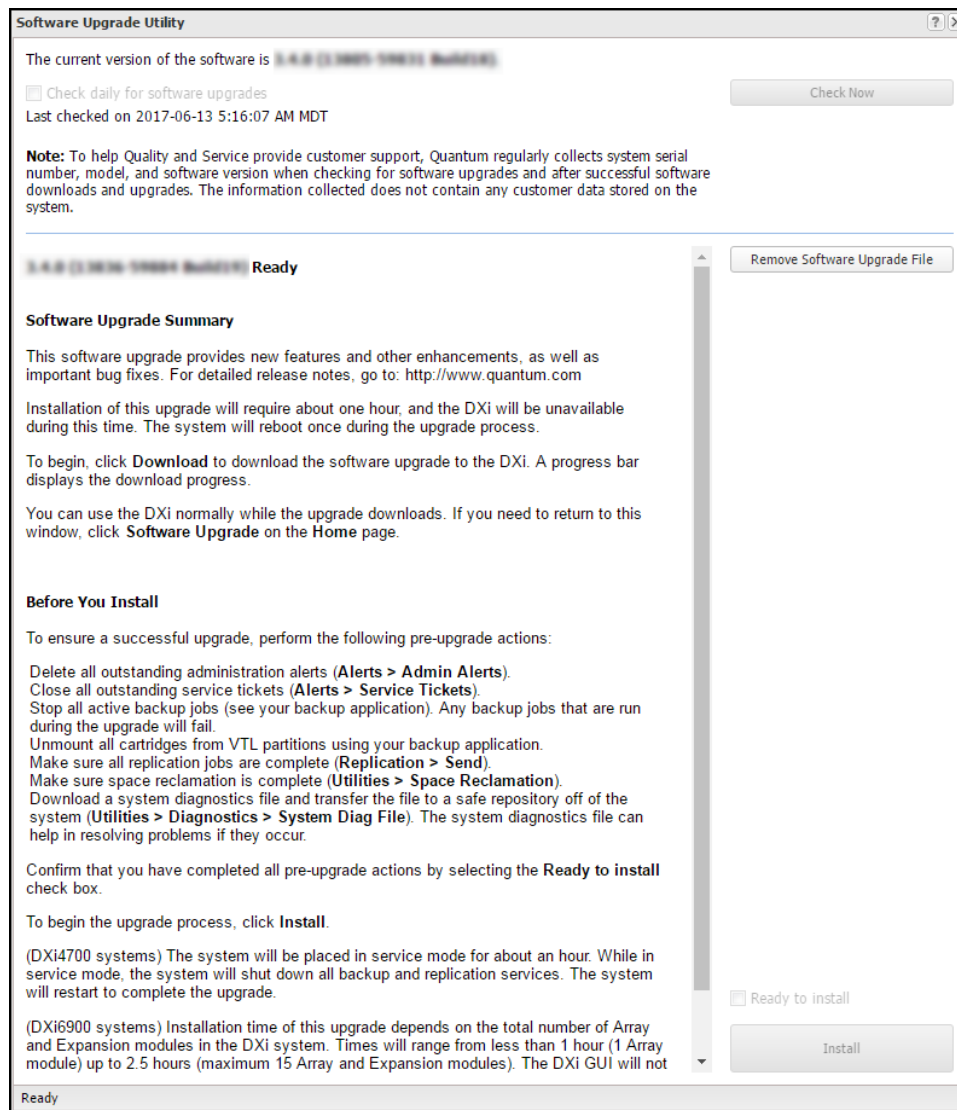 Software Upgrade Utility
?
The current version of the software is
Check daily for software upgrades
Check Now
Last checked on 2017-06-13 5:16:07 AM MDT
Note: To help Quality and Service provide customer support, Quantum regularly collects system serial
number, model, and software version when checking for software upgrades and after successful software
downloads and upgrades. The information collected does not contain any customer data stored on the
system.
Ready
Remove Software Upgrade File
Software Upgrade Summary
This software upgrade provides new features and other enhancements, as well as
important bug fixes. For detailed release notes, go to: http://www.quantum.com
Installation of this upgrade will require about one hour, and the DXi will be unavailable
during this time. The system will reboot once during the upgrade process.
To begin, click Download to download the software upgrade to the DXi. A progress bar
displays the download progress.
You can use the DXi normally while the upgrade downloads. If you need to return to this
window, click Software Upgrade on the Home page.
Before You Install
To ensure a successful upgrade, perform the following pre-upgrade actions:
Delete all outstanding administration alerts (Alerts > Admin Alerts).
Close all outstanding service tickets (Alerts > Service Tickets).
Stop all active backup jobs (see your backup application). Any backup jobs that are run
during the upgrade will fail.
Unmount all cartridges from VTL partitions using your backup application.
Make sure all replication jobs are complete (Replication > Send).
Make sure space reclamation is complete (Utilities > Space Reclamation).
Download a system diagnostics file and transfer the file to a safe repository off of the
system (Utilities > Diagnostics > System Diag File). The system diagnostics file can
help in resolving problems if they occur.
Confirm that you have completed all pre-upgrade actions by selecting the Ready to install
check box.
To begin the upgrade process, click Install.
(DXi4700 systems) The system will be placed in service mode for about an hour. While in
service mode, the system will shut down all backup and replication services. The system
will restart to complete the upgrade.
Ready to install
(DXi6900 systems) Installation time of this upgrade depends on the total number of Array
and Expansion modules in the DXi system. Times will range from less than 1 hour (1 Array
module) up to 2.5 hours (maximum 15 Array and Expansion modules). The DXi GUI will not
Install
Ready